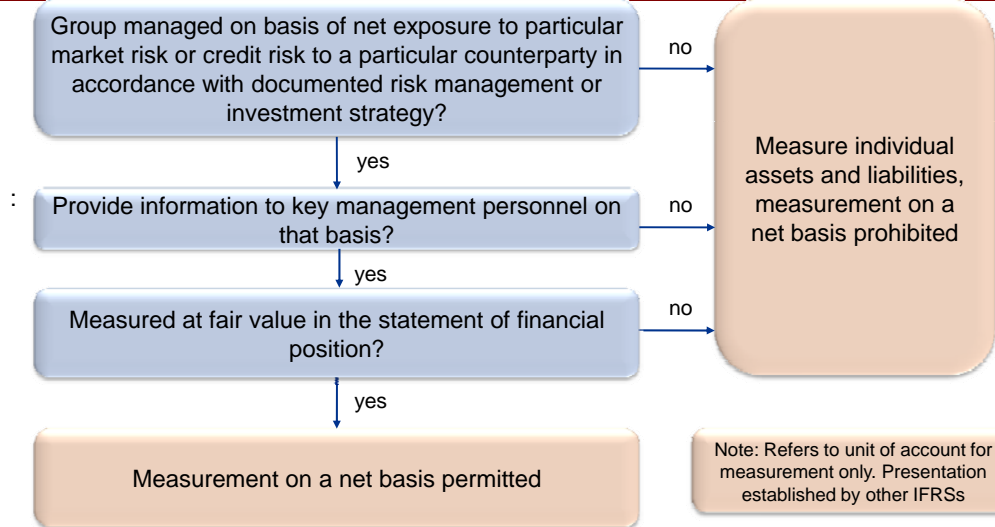 Group managed on basis of net exposure to particular
market risk or credit risk to a particular counterparty in
accordance with documented risk management or
investment strategy?
no
yes
Measure individual
assets and liabilities,
measurement on a
net basis prohibited
:
Provide information to key management personnel on
that basis?
no
yes
Measured at fair value in the statement of financial
position?
no
yes
Measurement on a net basis permitted
Note: Refers to unit of account for
measurement only. Presentation
established by other IFRSs